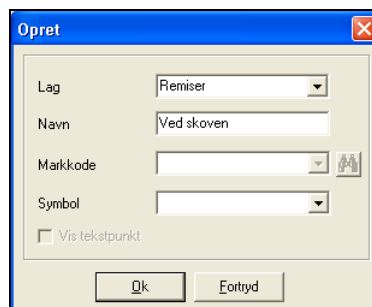 Opret
Lag Remiser
Navn Ved skoven
Markkode
Symbol
Vis tekstpunkt
Ok Fortryd